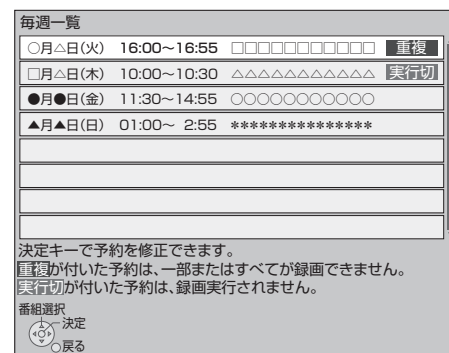 毎週一覧
○月△日(火) 16:00〜16:55 □□□□□□□□□□□ 重複
□月△日(木) 10:00〜10:30 △△△△△△△△△△△ 実行切
●月●日(金) 11:30〜14:55 ○○○○○○○○○○○
▲月▲日(日) 01:00〜 2:55 ***************
決定キーで予約を修正できます。
重複が付いた予約は、一部またはすべてが録画できません。
実行切が付いた予約は、録画実行されません。
番組選択
決定
戻る